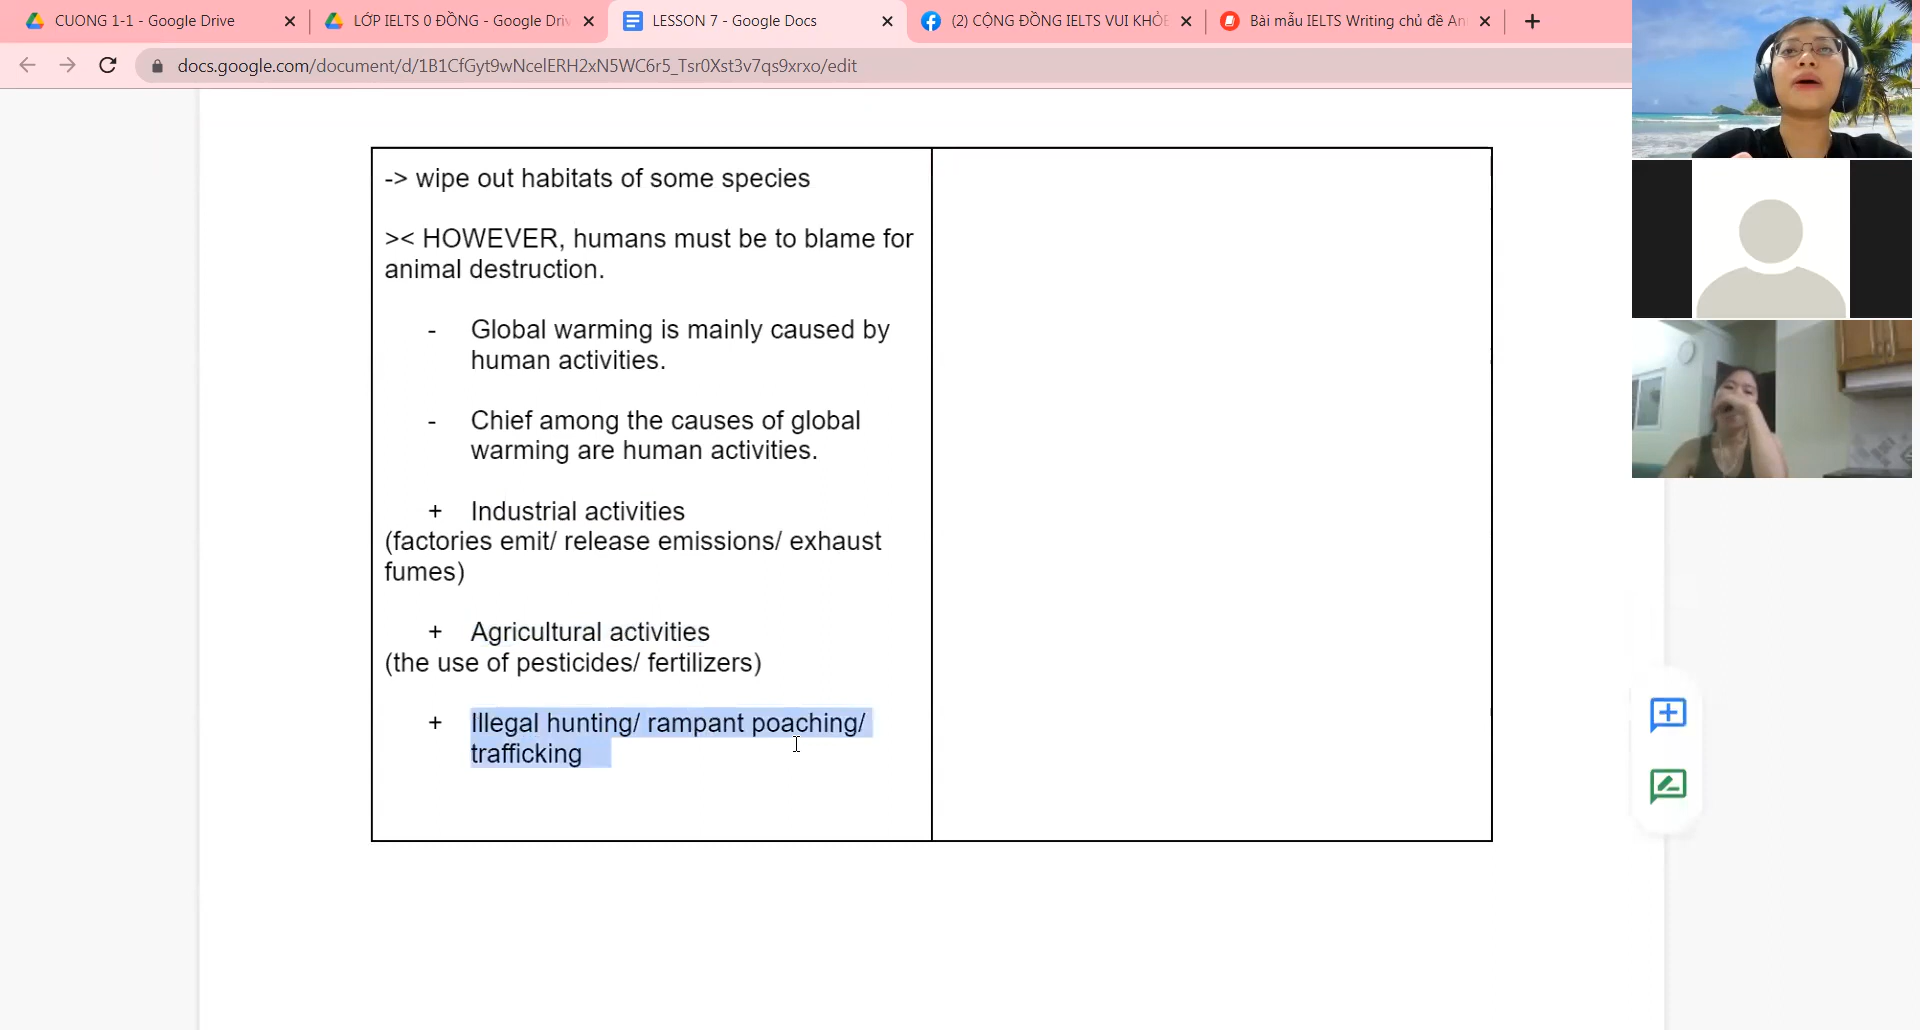 CUONG 1-1 - Google Drive
LỚP IELTS 0 ĐỒNG - Google Dri
LESSON 7 - Google Docs
(2) CỘNG ĐỒNG IELTS VUI KHỎE
Bài mẫu IELTS Writing chủ đề An
docs.google.com/document/d/1B1CfGyt9wNcelERH2xN5WC6r5_Tsr0Xst3v7qs9xrxo/edit
-> wipe out habitats of some species
>< HOWEVER, humans must be to blame for
animal destruction.
- Global warming is mainly caused by
human activities.
- Chief among the causes of global
warming are human activities.
+ Industrial activities
(factories emit/ release emissions/ exhaust
fumes)
+ Agricultural activities
(the use of pesticides/ fertilizers)
+ Illegal hunting/ rampant poaching/
trafficking